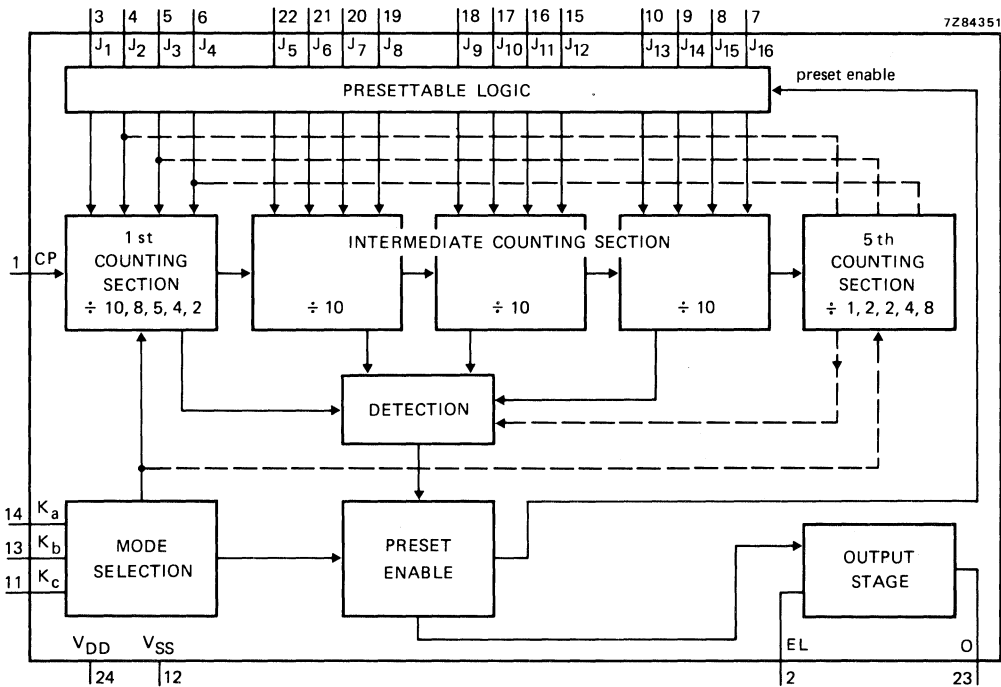 3 4 5 6 22 21 20 19 18 17 16 15 10 9 8 7
7Z84351
J1 J2 J3 J4 J5 J6 J7 J8 J9 J10 J11 J12 J13 J14 J15 J16
PRESETTABLE LOGIC
preset enable
1 CP
1st
COUNTING
SECTION
÷ 10, 8, 5, 4, 2
INTERMEDIATE COUNTING SECTION
÷ 10
÷ 10
÷ 10
5th
COUNTING
SECTION
÷ 1, 2, 2, 4, 8
DETECTION
14 Ka
13 Kb
11 Kc
MODE
SELECTION
PRESET
ENABLE
OUTPUT
STAGE
VDD VSS EL O
24 12 2 23